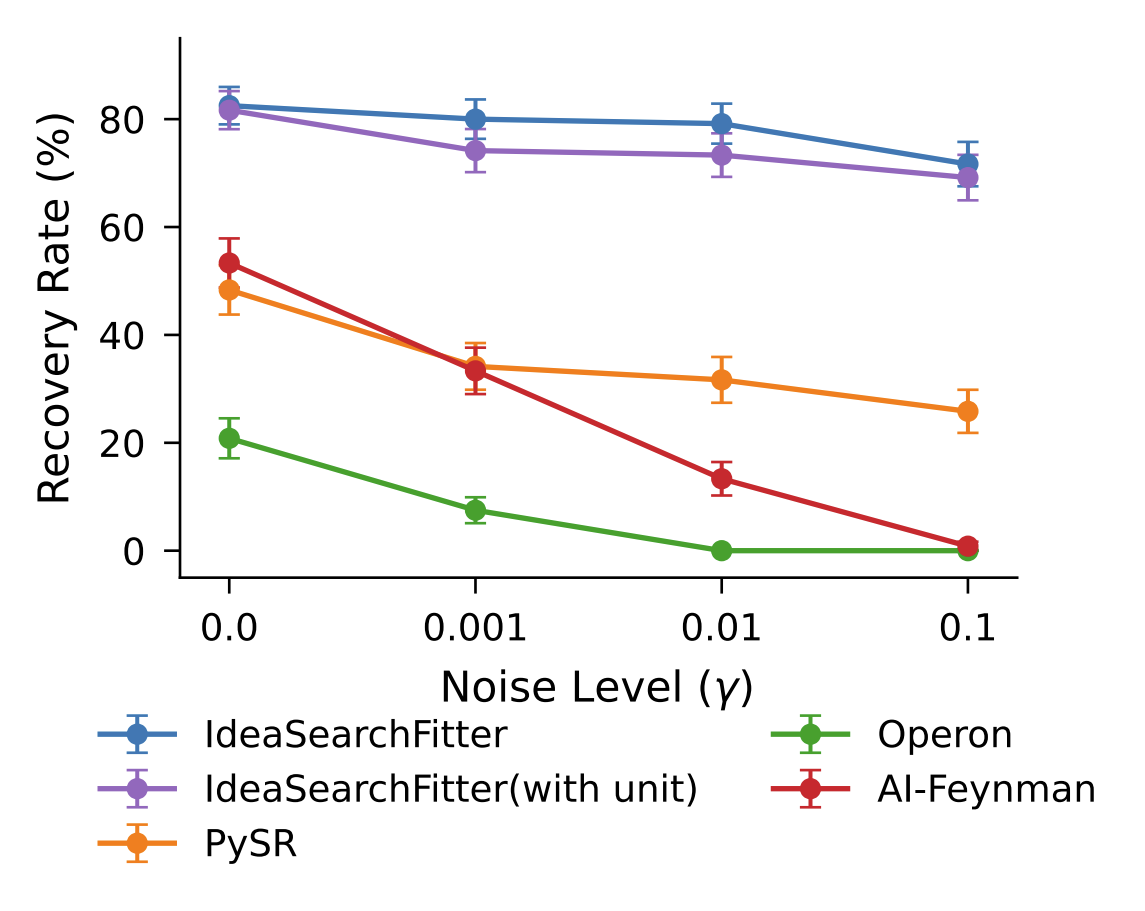 Recovery Rate (%)
80
60
40
20
0
0.0 0.001 0.01 0.1
Noise Level (γ)
IdeaSearchFitter
IdeaSearchFitter(with unit)
PySR
Operon
AI-Feynman